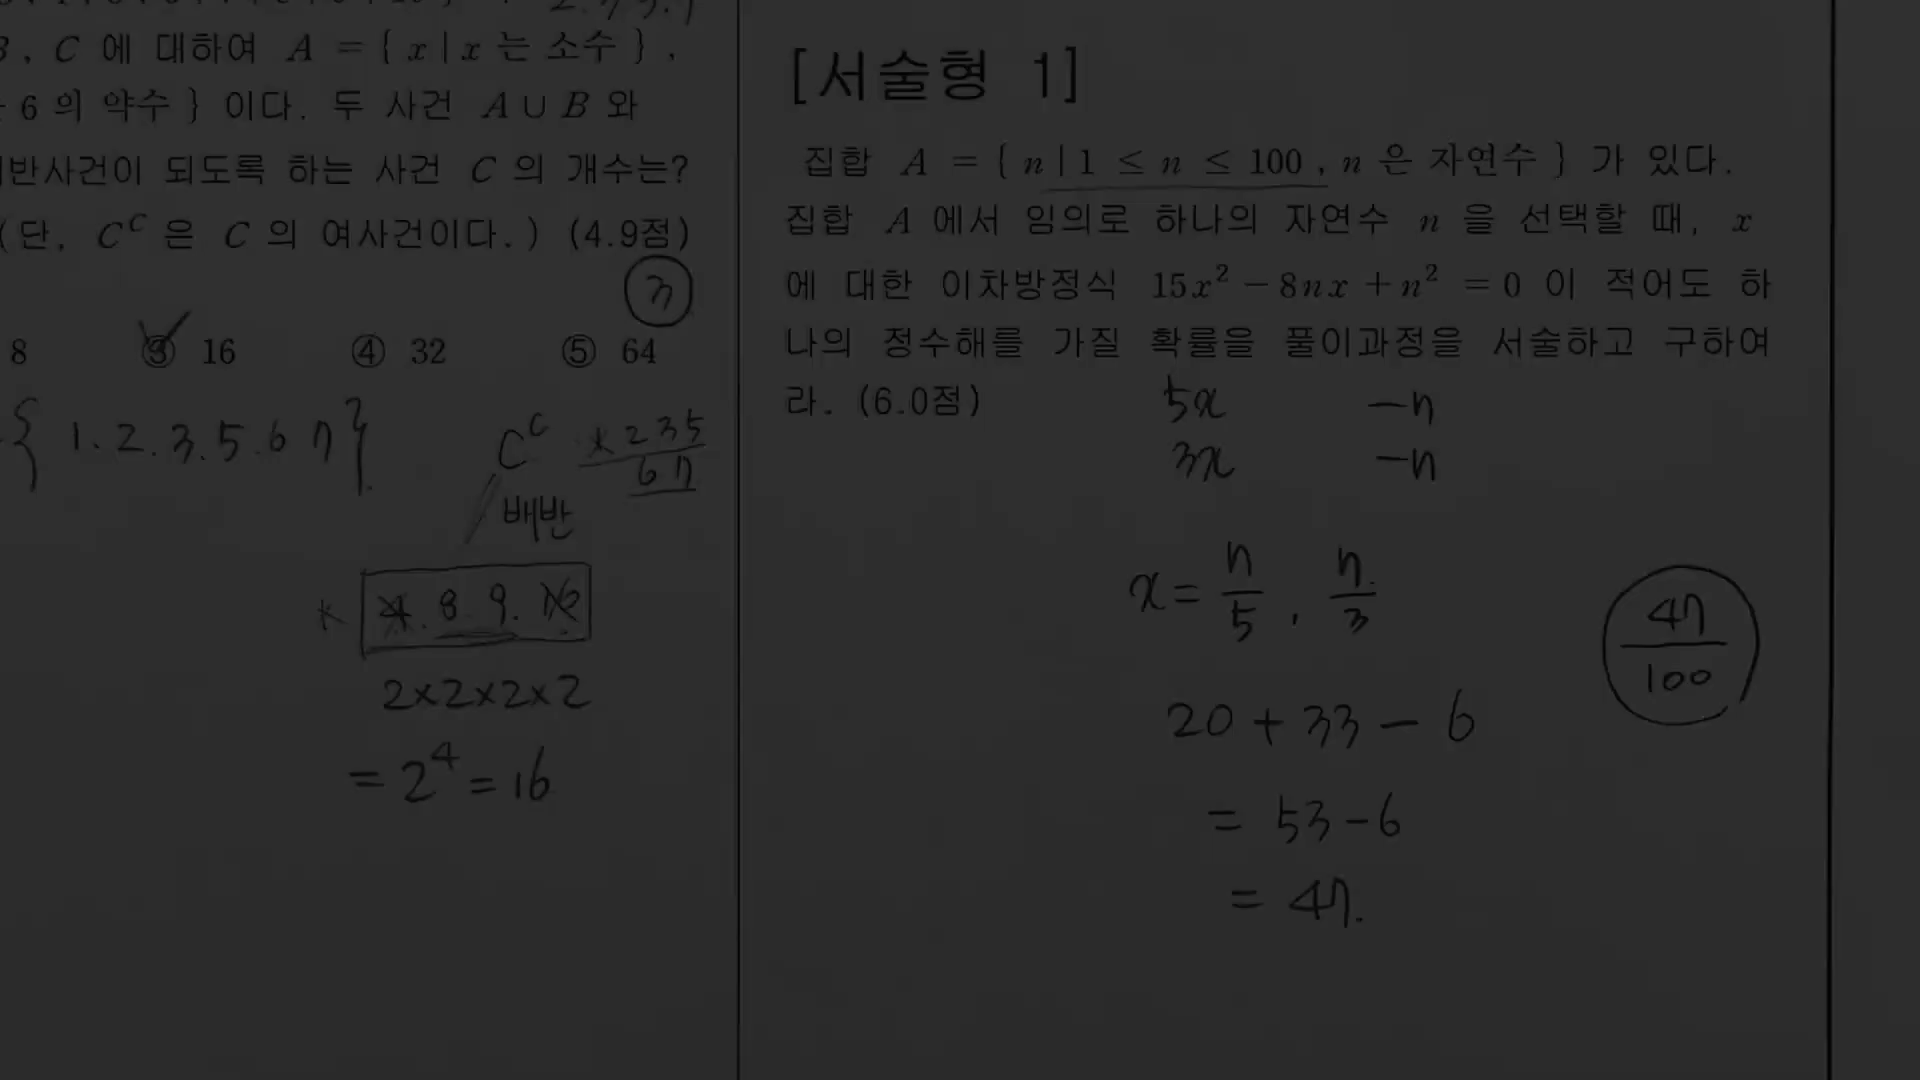 , C 에 대하여 A = { x | x 는 소수 } ,
6 의 약수 } 이다. 두 사건 A ∪ B 와
반사건이 되도록 하는 사건 C 의 개수는?
(단, C^C 은 C 의 여사건이다.) (4.9점)
3
8 ③ 16 ④ 32 ⑤ 64
{ 1. 2. 3. 5. 6 7 }.
C^C 2 3 5
6 7
배반
8 9.
2×2×2×2
= 2^4 = 16
[서술형 1]
집합 A = { n | 1 ≤ n ≤ 100 , n 은 자연수 } 가 있다.
집합 A 에서 임의로 하나의 자연수 n 을 선택할 때, x
에 대한 이차방정식 15x² − 8nx + n² = 0 이 적어도 하
나의 정수해를 가질 확률을 풀이과정을 서술하고 구하여
라. (6.0점)
5x −n
3x −n
x = n/5 , n/3
47/100
20 + 33 − 6
= 53 − 6
= 47.